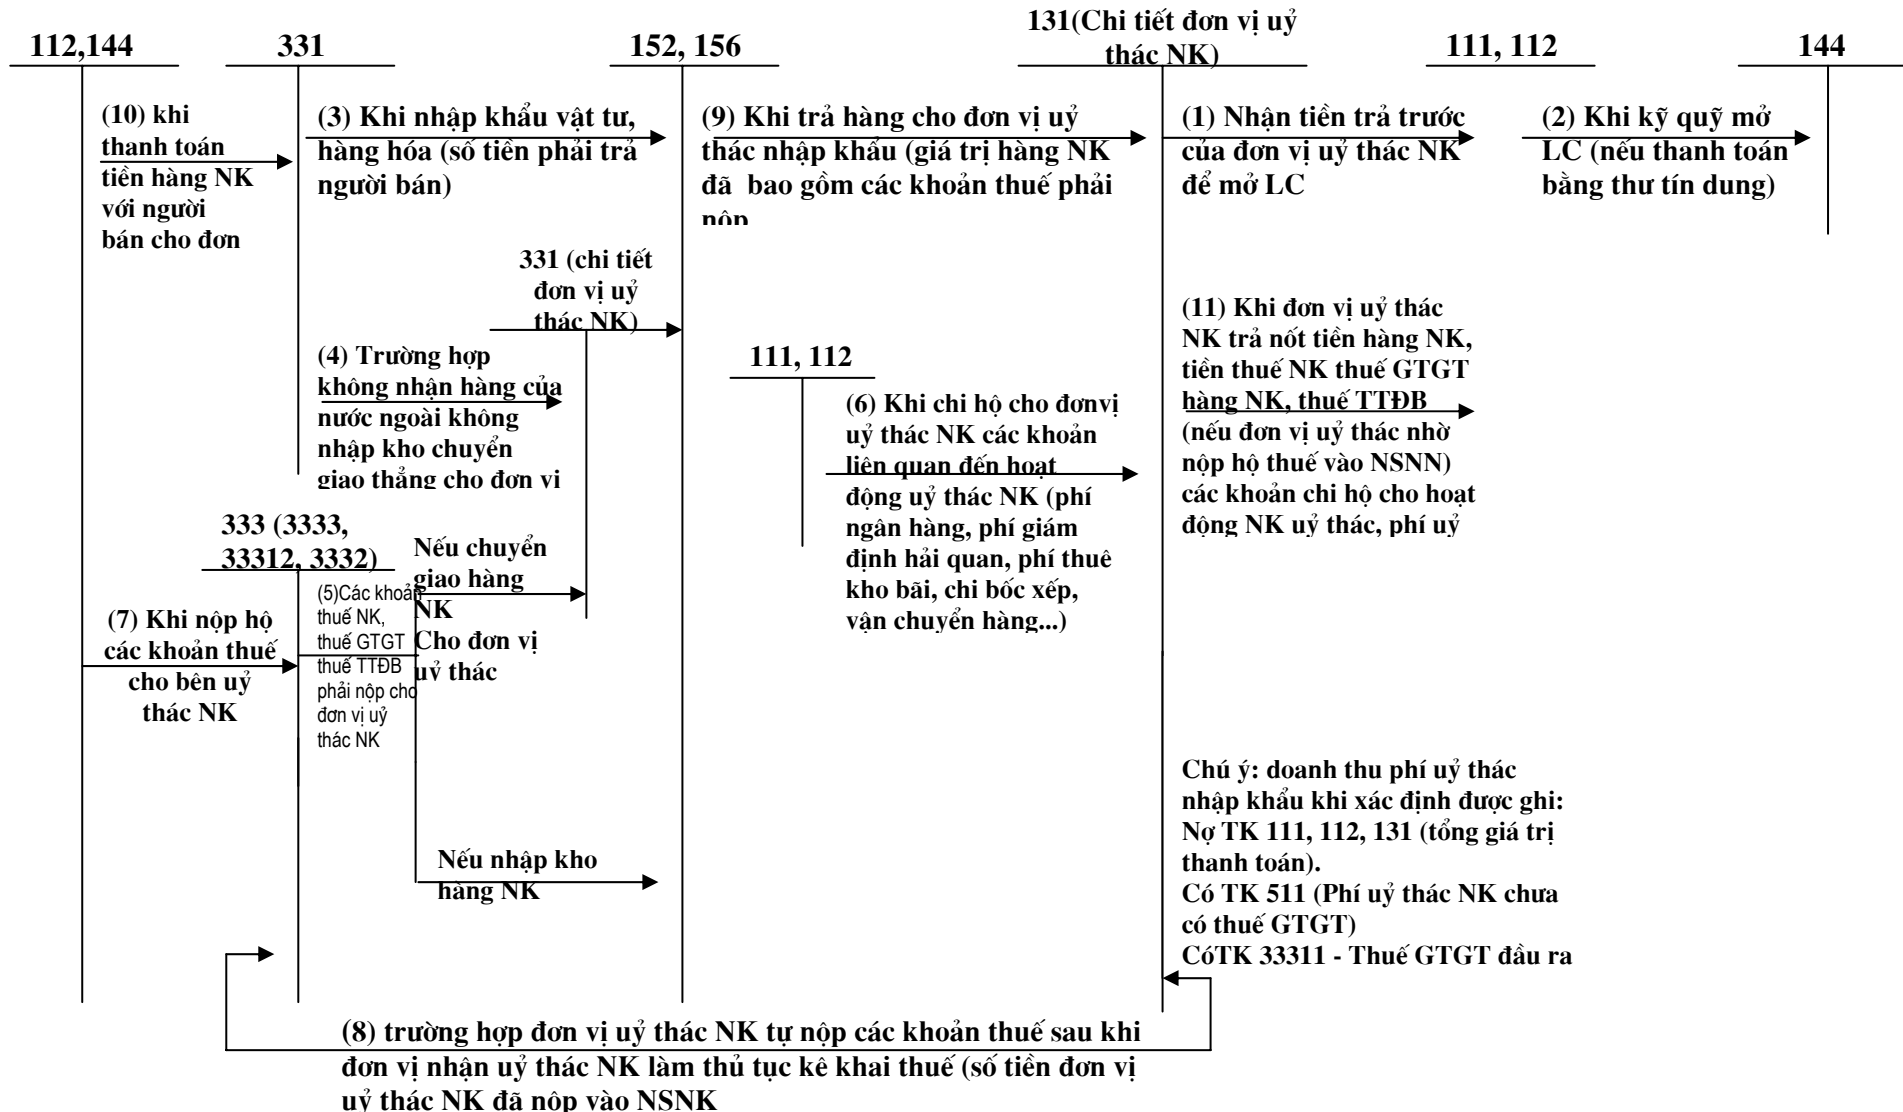 112,144
331
152, 156
131(Chi tiết đơn vị uỷ
thác NK)
111, 112
144
(10) khi
thanh toán
tiền hàng NK
với người
bán cho đơn
(3) Khi nhập khẩu vật tư,
hàng hóa (số tiền phải trả
người bán)
(9) Khi trả hàng cho đơn vị uỷ
thác nhập khẩu (giá trị hàng NK
đã bao gồm các khoản thuế phải
nộp
(1) Nhận tiền trả trước
của đơn vị uỷ thác NK
để mở LC
(2) Khi kỹ quỹ mở
LC (nếu thanh toán
bằng thư tín dung)
331 (chi tiết
đơn vị uỷ
thác NK)
(4) Trường hợp
không nhận hàng của
nước ngoài không
nhập kho chuyển
giao thẳng cho đơn vi
111, 112
(6) Khi chi hộ cho đơnvị
uỷ thác NK các khoản
liên quan đến hoạt
động uỷ thác NK (phí
ngân hàng, phí giám
định hải quan, phí thuê
kho bãi, chi bốc xếp,
vận chuyển hàng...)
(11) Khi đơn vị uỷ thác
NK trả nốt tiền hàng NK,
tiền thuế NK thuế GTGT
hàng NK, thuế TTĐB
(nếu đơn vị uỷ thác nhờ
nộp hộ thuế vào NSNN)
các khoản chi hộ cho hoạt
động NK uỷ thác, phí uỷ
333 (3333,
33312, 3332)
(7) Khi nộp hộ
các khoản thuế
cho bên uỷ
thác NK
(5)Các khoản
thuế NK,
thuế GTGT
thuế TTĐB
phải nộp cho
đơn vị uỷ
thác NK
Nếu chuyển
giao hàng
NK
Cho đơn vị
uỷ thác
Nếu nhập kho
hàng NK
Chú ý: doanh thu phí uỷ thác
nhập khẩu khi xác định được ghi:
Nợ TK 111, 112, 131 (tổng giá trị
thanh toán).
Có TK 511 (Phí uỷ thác NK chưa
có thuế GTGT)
CóTK 33311 - Thuế GTGT đầu ra
(8) trường hợp đơn vị uỷ thác NK tự nộp các khoản thuế sau khi
đơn vị nhận uỷ thác NK làm thủ tục kê khai thuế (số tiền đơn vị
uỷ thác NK đã nộp vào NSNK